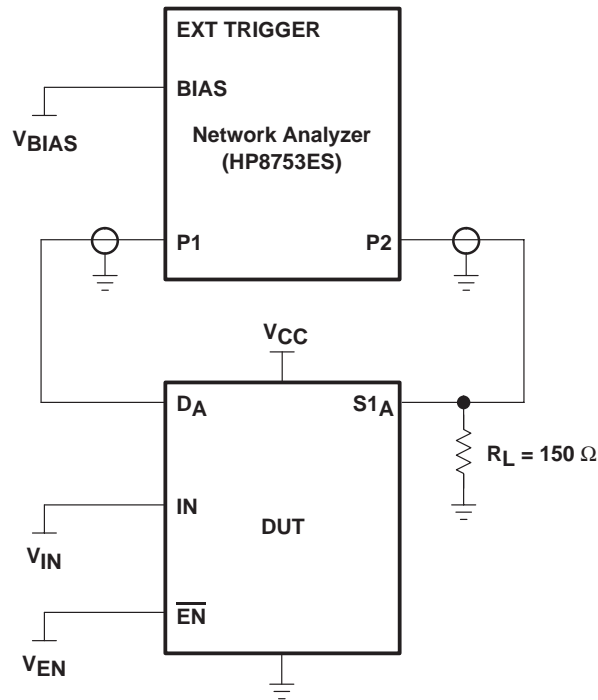 EXT TRIGGER
BIAS
VBIAS
Network Analyzer
(HP8753ES)
P1
P2
VCC
DA
S1A
RL = 150 Ω
IN
DUT
VIN
EN
VEN